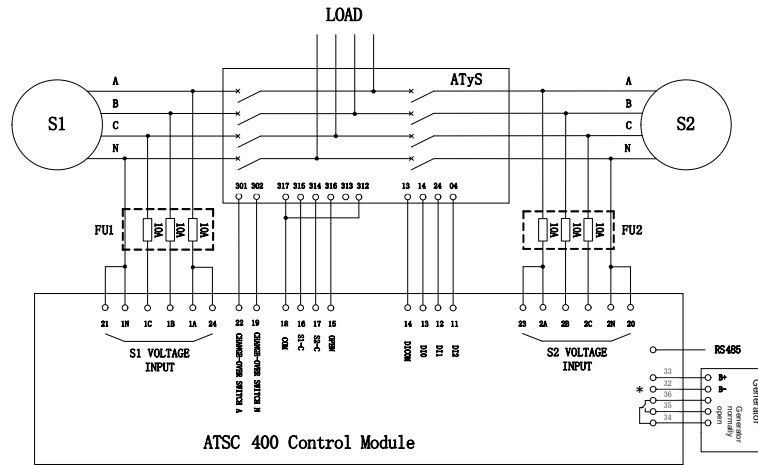 LOAD
ATyS
A
B
C
N
S1
A
B
C
N
S2
301 302 317 315 314 316 313 312 13 14 24 04
FU1
10A 10A 10A
FU2
10A 10A 10A
21 1N 1C 1B 1A 24 22 19 18 16 17 15 14 13 12 11 23 2A 2B 2C 2N 20
S1 VOLTAGE
INPUT
CHANGE-OVER SWITCH A
CHANGE-OVER SWITCH N
COM
S1-C
S2-C
OPEN
DICOM
DI0
DI1
DI2
S2 VOLTAGE
INPUT
RS485
33 B+
32 B-
*
36
35
34
Generator
Generator
normally
open
ATSC 400 Control Module